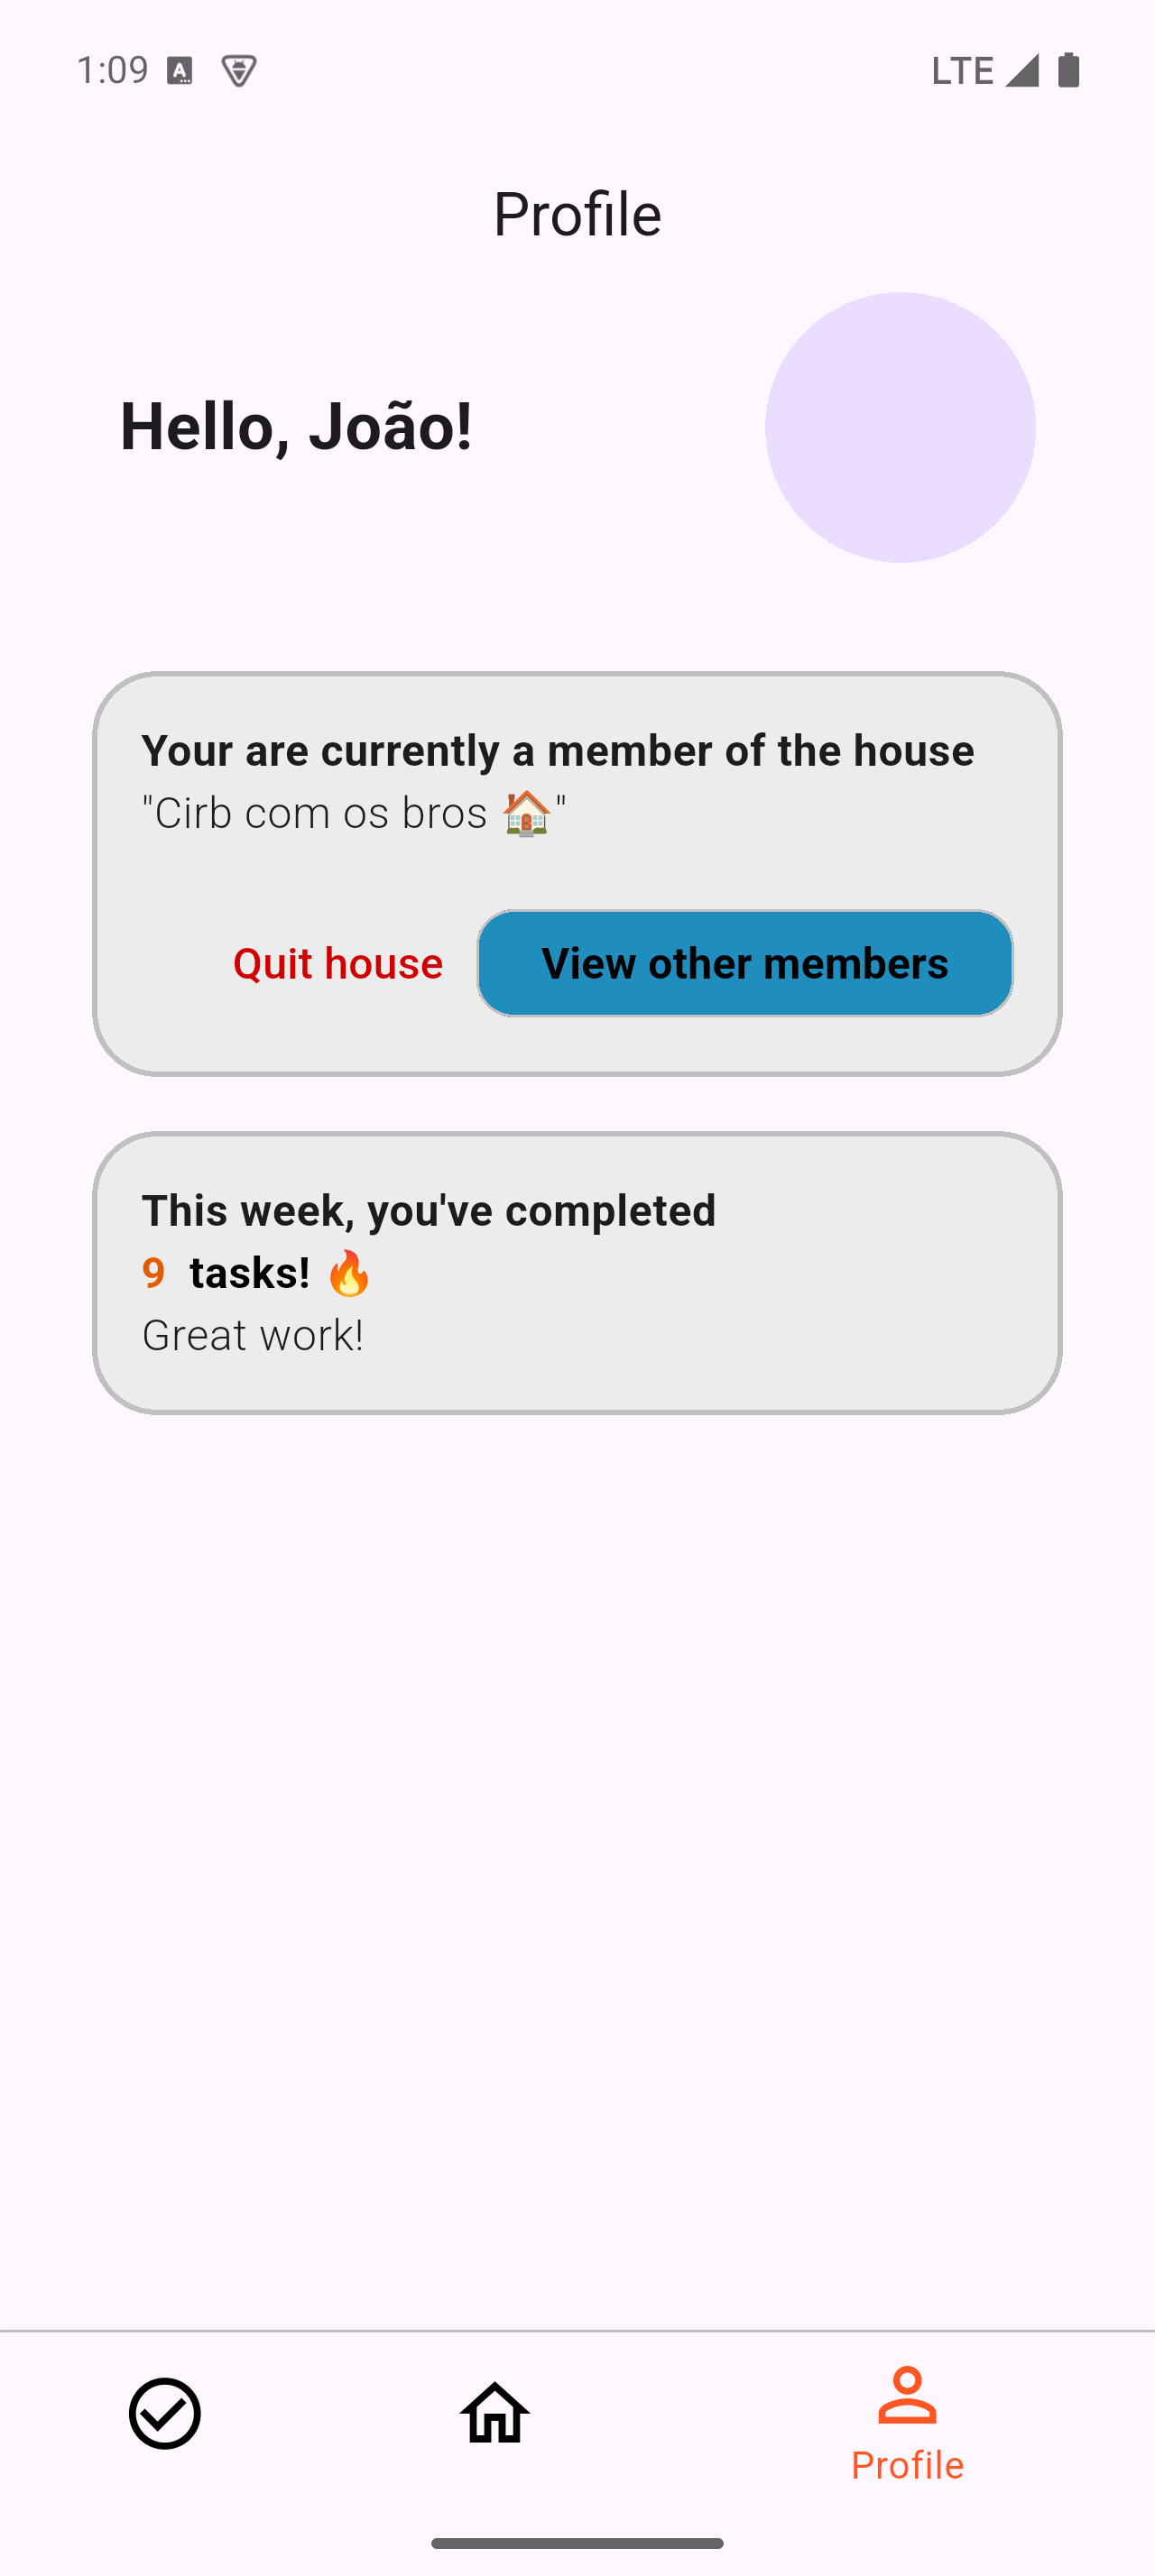 1:09 LTE
Profile
Hello, João!
Your are currently a member of the house
"Cirb com os bros 🏠"
Quit house View other members
This week, you've completed
9 tasks! 🔥
Great work!
Profile